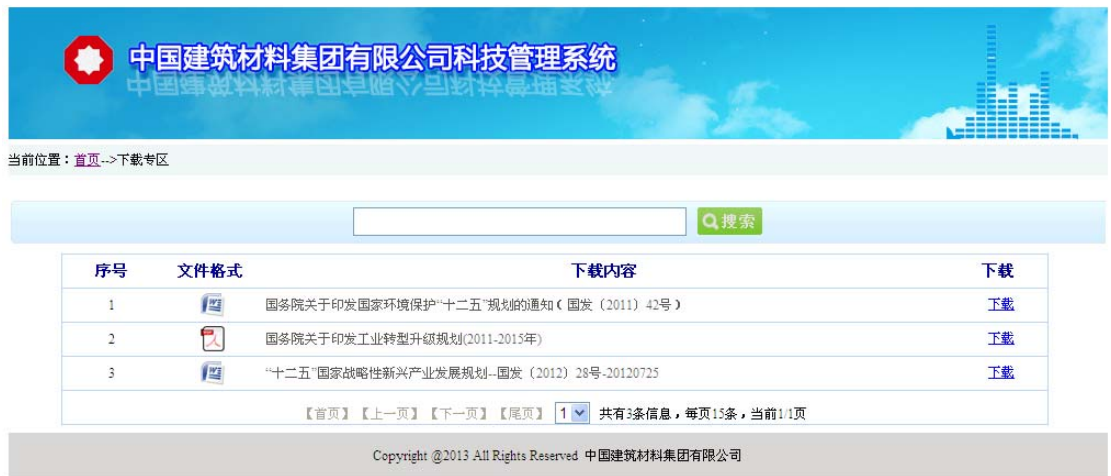 中国建筑材料集团有限公司科技管理系统
当前位置：首页-->下载专区
搜索
序号 文件格式 下载内容 下载
1 国务院关于印发国家环境保护“十二五”规划的通知（国发〔2011〕42号） 下载
2 国务院关于印发工业转型升级规划(2011-2015年) 下载
3 “十二五”国家战略性新兴产业发展规划--国发〔2012〕28号-20120725 下载
【首页】【上一页】【下一页】【尾页】 1 共有3条信息，每页15条，当前1/1页
Copyright @2013 All Rights Reserved 中国建筑材料集团有限公司